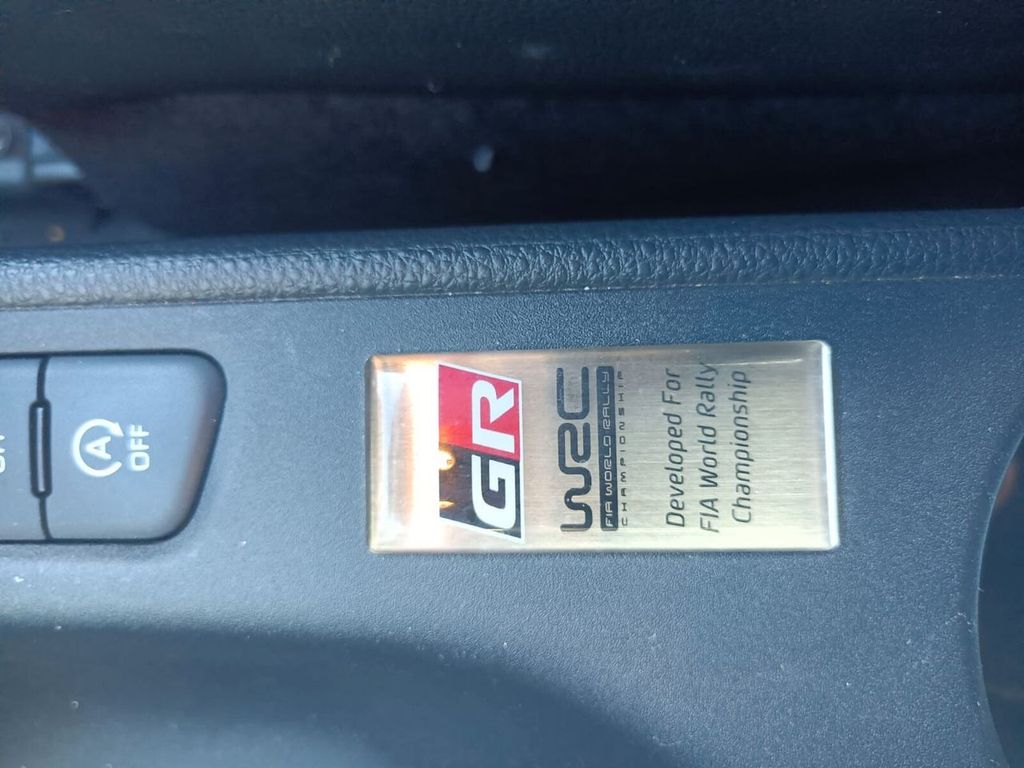 A
OFF
GR
WRC
FIA WORLD RALLY
CHAMPIONSHIP
Developed For
FIA World Rally
Championship